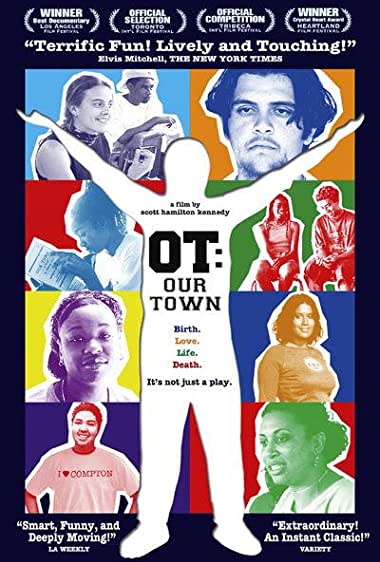 WINNER
Best Documentary
LOS ANGELES
FILM FESTIVAL
OFFICIAL
SELECTION
TORONTO
INT'L FILM FESTIVAL
OFFICIAL
COMPETITION
TRIBECA
INT'L FILM FESTIVAL
WINNER
Crystal Heart Award
HEARTLAND
FILM FESTIVAL
"Terrific Fun! Lively and Touching!"
Elvis Mitchell, THE NEW YORK TIMES
a film by
scott hamilton kennedy
OT:
OUR
TOWN
Birth.
Love.
Life.
Death.
It's not just a play.
I ♥ COMPTON
"Smart, Funny, and
Deeply Moving!"
LA WEEKLY
"Extraordinary!
An Instant Classic!"
VARIETY